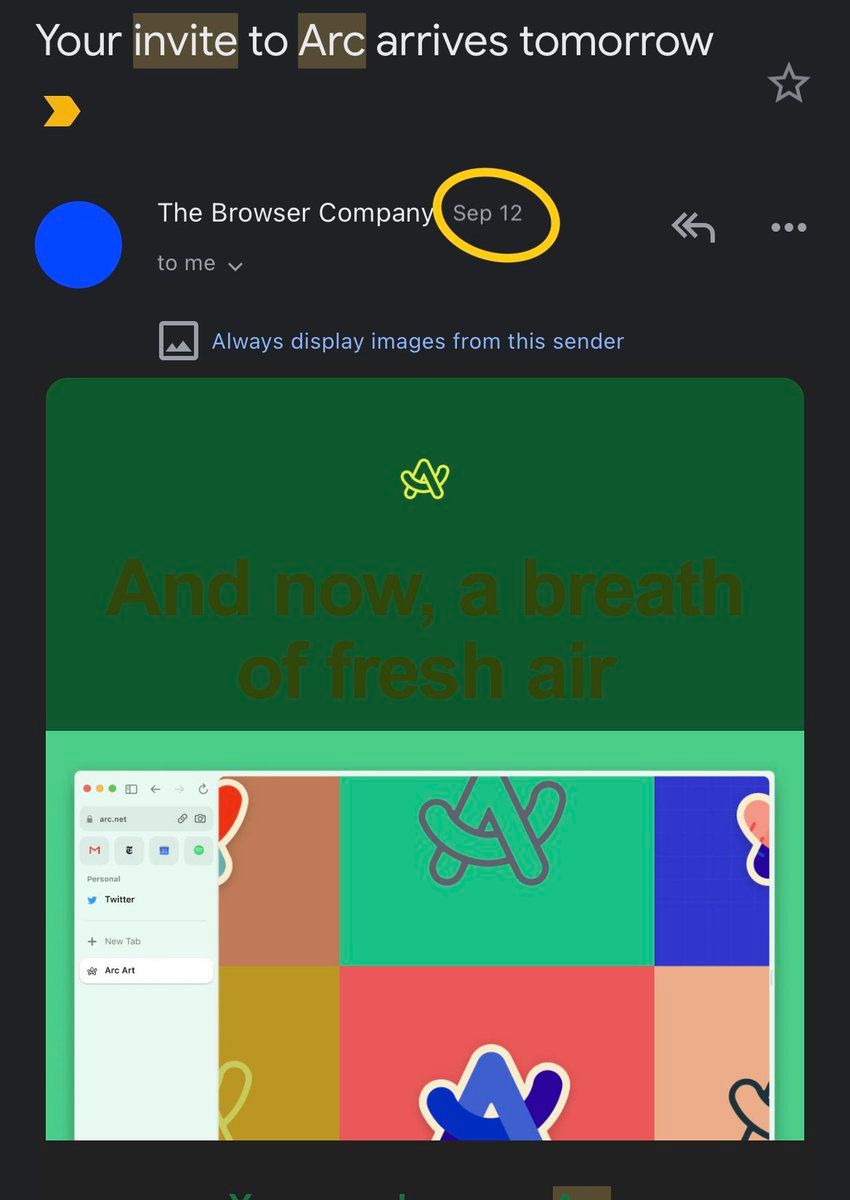 Your invite to Arc arrives tomorrow
The Browser Company Sep 12
to me
Always display images from this sender
And now, a breath
of fresh air
arc.net
Personal
Twitter
New Tab
Arc Art